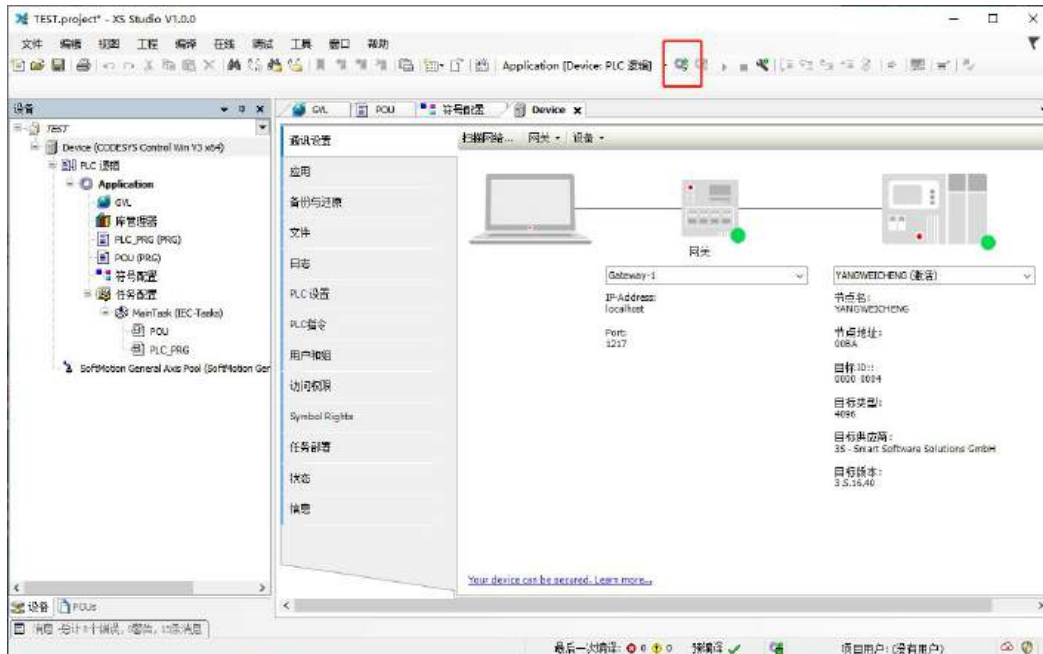 TEST.project* - XS Studio V1.0.0
文件 编辑 视图 工程 编译 在线 调试 工具 窗口 帮助
Application [Device: PLC 逻辑]
设备
GVL POU 符号配置 Device
TEST
Device (CODESYS Control Win V3 x64)
PLC 逻辑
Application
GVL
库管理器
PLC_PRG (PRG)
POU (PRG)
符号配置
任务配置
MainTask (IEC-Tasks)
POU
PLC_PRG
SoftMotion General Axis Pool (SoftMotion Ger
通讯设置
应用
备份与还原
文件
日志
PLC 设置
PLC指令
用户和组
访问权限
Symbol Rights
任务部署
状态
信息
扫描网络... 网关 设备
网关
Gateway-1
IP-Address:
localhost
Port:
1217
YANGWEICHENG (激活)
节点名:
YANGWEICHENG
节点地址:
008A
目标ID::
0000 0004
目标类型:
4096
目标供应商:
3S - Smart Software Solutions GmbH
目标版本:
3.5.16.40
Your device can be secured. Learn more...
设备 POUs
最后一次编译: 0 0 预编译 项目用户: (没有用户)